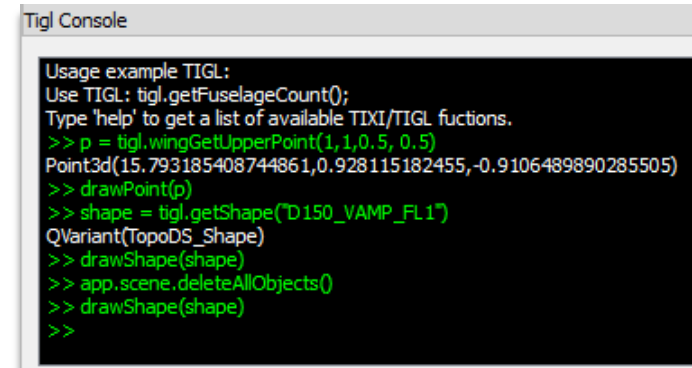 Tigl Console
Usage example TIGL:
Use TIGL: tigl.getFuselageCount();
Type 'help' to get a list of available TIXI/TIGL fuctions.
>> p = tigl.wingGetUpperPoint(1,1,0.5, 0.5)
Point3d(15.793185408744861,0.928115182455,-0.9106489890285505)
>> drawPoint(p)
>> shape = tigl.getShape("D150_VAMP_FL1")
QVariant(TopoDS_Shape)
>> drawShape(shape)
>> app.scene.deleteAllObjects()
>> drawShape(shape)
>>